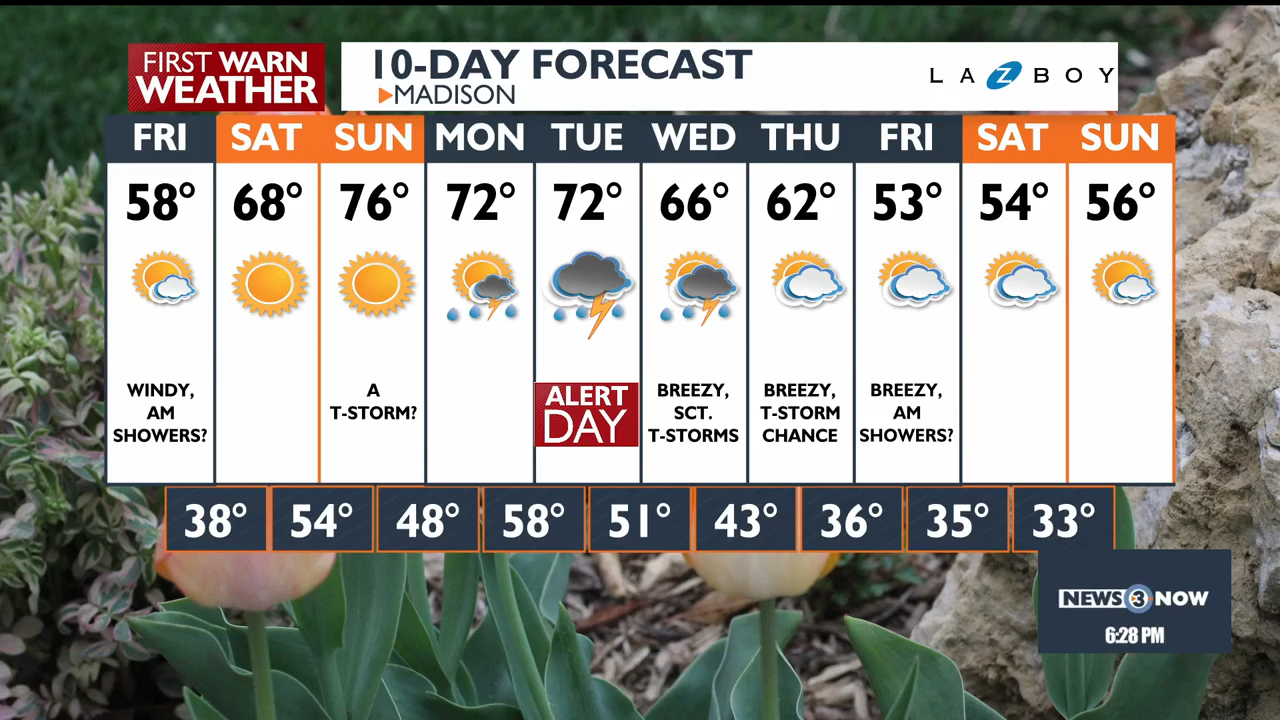 FIRST WARN
WEATHER
10-DAY FORECAST
MADISON
LA Z BOY
FRI SAT SUN MON TUE WED THU FRI SAT SUN
58° 68° 76° 72° 72° 66° 62° 53° 54° 56°
WINDY,
AM
SHOWERS?
A
T-STORM?
ALERT
DAY
BREEZY,
SCT.
T-STORMS
BREEZY,
T-STORM
CHANCE
BREEZY,
AM
SHOWERS?
38° 54° 48° 58° 51° 43° 36° 35° 33°
NEWS 3 NOW
6:28 PM